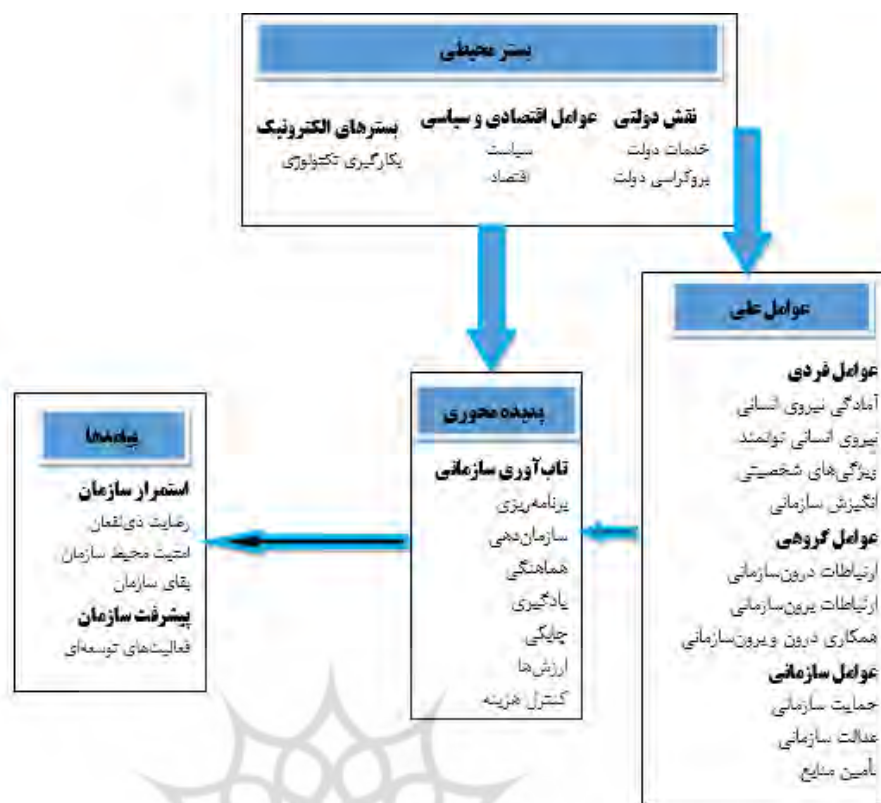 بستر محیطی
نقش دولتی
خدمات دولت
بروکراسی دولت
عوامل اقتصادی و سیاسی
سیاست
اقتصاد
بسترهای الکترونیک
بکارگیری تکنولوژی
عوامل علی
عوامل فردی
آمادگی نیروی انسانی
نیروی انسانی توانمند
ویژگی‌های شخصیتی
انگیزش سازمانی
عوامل گروهی
ارتباطات درون‌سازمانی
ارتباطات برون‌سازمانی
همکاری درون و برون‌سازمانی
عوامل سازمانی
حمایت سازمانی
عدالت سازمانی
تأمین منابع
پدیده محوری
تاب‌آوری سازمانی
برنامه‌ریزی
سازمان‌دهی
هماهنگی
یادگیری
چابکی
ارزش‌ها
کنترل هزینه
پیامدها
استمرار سازمان
رضایت ذی‌نفعان
امنیت محیط سازمان
بقای سازمان
پیشرفت سازمان
فعالیت‌های توسعه‌ای